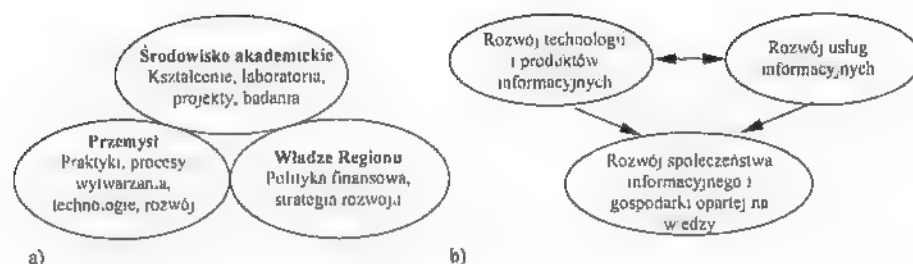 Środowisko akademickie
Kształcenie, laboratoria,
projekty, badania
Przemysł
Praktyki, procesy
wytwarzania,
technologie, rozwój
Władze Regionu
Polityka finansowa,
strategia rozwoju
a)
Rozwój technologii
i produktów
informacyjnych
Rozwój usług
informacyjnych
Rozwój społeczeństwa
informacyjnego i
gospodarki opartej na
wiedzy
b)